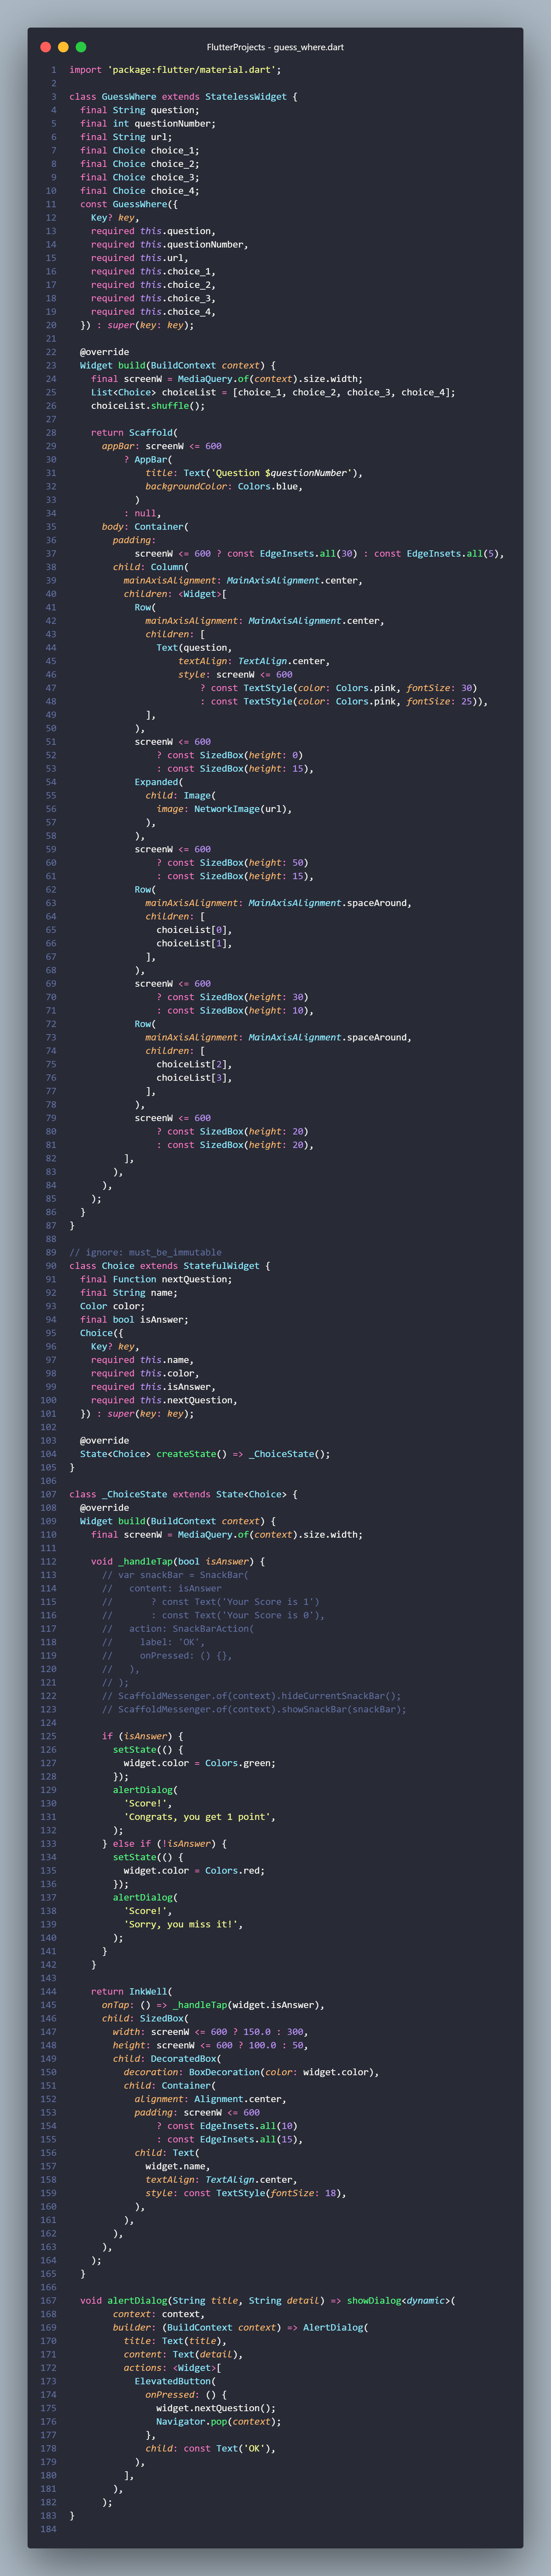 FlutterProjects - guess_where.dart
1 import 'package:flutter/material.dart';
2
3 class GuessWhere extends StatelessWidget {
4   final String question;
5   final int questionNumber;
6   final String url;
7   final Choice choice_1;
8   final Choice choice_2;
9   final Choice choice_3;
10   final Choice choice_4;
11   const GuessWhere({
12     Key? key,
13     required this.question,
14     required this.questionNumber,
15     required this.url,
16     required this.choice_1,
17     required this.choice_2,
18     required this.choice_3,
19     required this.choice_4,
20   }) : super(key: key);
21
22   @override
23   Widget build(BuildContext context) {
24     final screenW = MediaQuery.of(context).size.width;
25     List<Choice> choiceList = [choice_1, choice_2, choice_3, choice_4];
26     choiceList.shuffle();
27
28     return Scaffold(
29       appBar: screenW <= 600
30           ? AppBar(
31               title: Text('Question $questionNumber'),
32               backgroundColor: Colors.blue,
33             )
34           : null,
35       body: Container(
36         padding:
37             screenW <= 600 ? const EdgeInsets.all(30) : const EdgeInsets.all(5),
38         child: Column(
39           mainAxisAlignment: MainAxisAlignment.center,
40           children: <Widget>[
41             Row(
42               mainAxisAlignment: MainAxisAlignment.center,
43               children: [
44                 Text(question,
45                     textAlign: TextAlign.center,
46                     style: screenW <= 600
47                         ? const TextStyle(color: Colors.pink, fontSize: 30)
48                         : const TextStyle(color: Colors.pink, fontSize: 25)),
49               ],
50             ),
51             screenW <= 600
52                 ? const SizedBox(height: 0)
53                 : const SizedBox(height: 15),
54             Expanded(
55               child: Image(
56                 image: NetworkImage(url),
57               ),
58             ),
59             screenW <= 600
60                 ? const SizedBox(height: 50)
61                 : const SizedBox(height: 15),
62             Row(
63               mainAxisAlignment: MainAxisAlignment.spaceAround,
64               children: [
65                 choiceList[0],
66                 choiceList[1],
67               ],
68             ),
69             screenW <= 600
70                 ? const SizedBox(height: 30)
71                 : const SizedBox(height: 10),
72             Row(
73               mainAxisAlignment: MainAxisAlignment.spaceAround,
74               children: [
75                 choiceList[2],
76                 choiceList[3],
77               ],
78             ),
79             screenW <= 600
80                 ? const SizedBox(height: 20)
81                 : const SizedBox(height: 20),
82           ],
83         ),
84       ),
85     );
86   }
87 }
88
89 // ignore: must_be_immutable
90 class Choice extends StatefulWidget {
91   final Function nextQuestion;
92   final String name;
93   Color color;
94   final bool isAnswer;
95   Choice({
96     Key? key,
97     required this.name,
98     required this.color,
99     required this.isAnswer,
100     required this.nextQuestion,
101   }) : super(key: key);
102
103   @override
104   State<Choice> createState() => _ChoiceState();
105 }
106
107 class _ChoiceState extends State<Choice> {
108   @override
109   Widget build(BuildContext context) {
110     final screenW = MediaQuery.of(context).size.width;
111
112     void _handleTap(bool isAnswer) {
113       // var snackBar = SnackBar(
114       //   content: isAnswer
115       //       ? const Text('Your Score is 1')
116       //       : const Text('Your Score is 0'),
117       //   action: SnackBarAction(
118       //     label: 'OK',
119       //     onPressed: () {},
120       //   ),
121       // );
122       // ScaffoldMessenger.of(context).hideCurrentSnackBar();
123       // ScaffoldMessenger.of(context).showSnackBar(snackBar);
124
125       if (isAnswer) {
126         setState(() {
127           widget.color = Colors.green;
128         });
129         alertDialog(
130           'Score!',
131           'Congrats, you get 1 point',
132         );
133       } else if (!isAnswer) {
134         setState(() {
135           widget.color = Colors.red;
136         });
137         alertDialog(
138           'Score!',
139           'Sorry, you miss it!',
140         );
141       }
142     }
143
144     return InkWell(
145       onTap: () => _handleTap(widget.isAnswer),
146       child: SizedBox(
147         width: screenW <= 600 ? 150.0 : 300,
148         height: screenW <= 600 ? 100.0 : 50,
149         child: DecoratedBox(
150           decoration: BoxDecoration(color: widget.color),
151           child: Container(
152             alignment: Alignment.center,
153             padding: screenW <= 600
154                 ? const EdgeInsets.all(10)
155                 : const EdgeInsets.all(15),
156             child: Text(
157               widget.name,
158               textAlign: TextAlign.center,
159               style: const TextStyle(fontSize: 18),
160             ),
161           ),
162         ),
163       ),
164     );
165   }
166
167   void alertDialog(String title, String detail) => showDialog<dynamic>(
168         context: context,
169         builder: (BuildContext context) => AlertDialog(
170           title: Text(title),
171           content: Text(detail),
172           actions: <Widget>[
173             ElevatedButton(
174               onPressed: () {
175                 widget.nextQuestion();
176                 Navigator.pop(context);
177               },
178               child: const Text('OK'),
179             ),
180           ],
181         ),
182       );
183 }
184